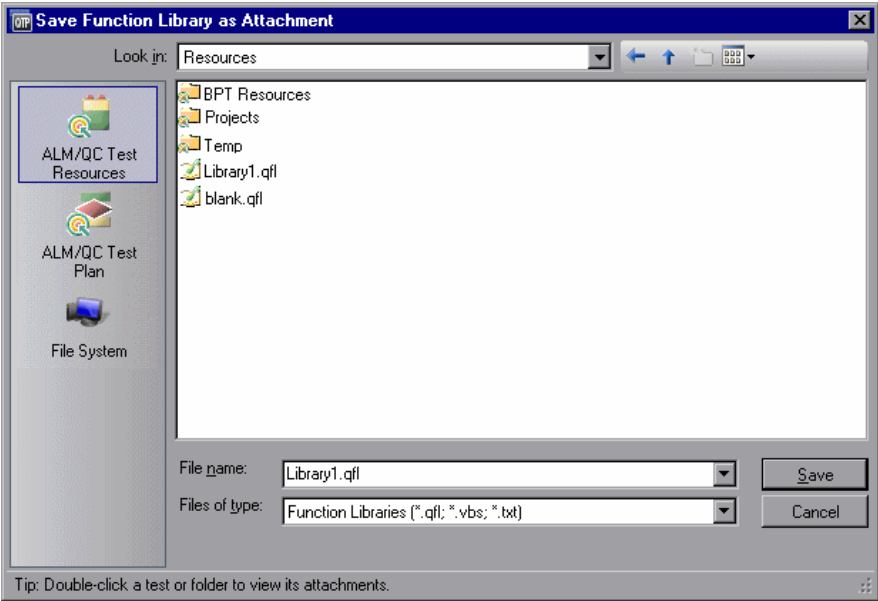 QTP Save Function Library as Attachment
Look in: Resources
BPT Resources
Projects
Temp
Library1.qfl
blank.qfl
ALM/QC Test
Resources
ALM/QC Test
Plan
File System
File name: Library1.qfl
Save
Files of type: Function Libraries (*.qfl; *.vbs; *.txt)
Cancel
Tip: Double-click a test or folder to view its attachments.